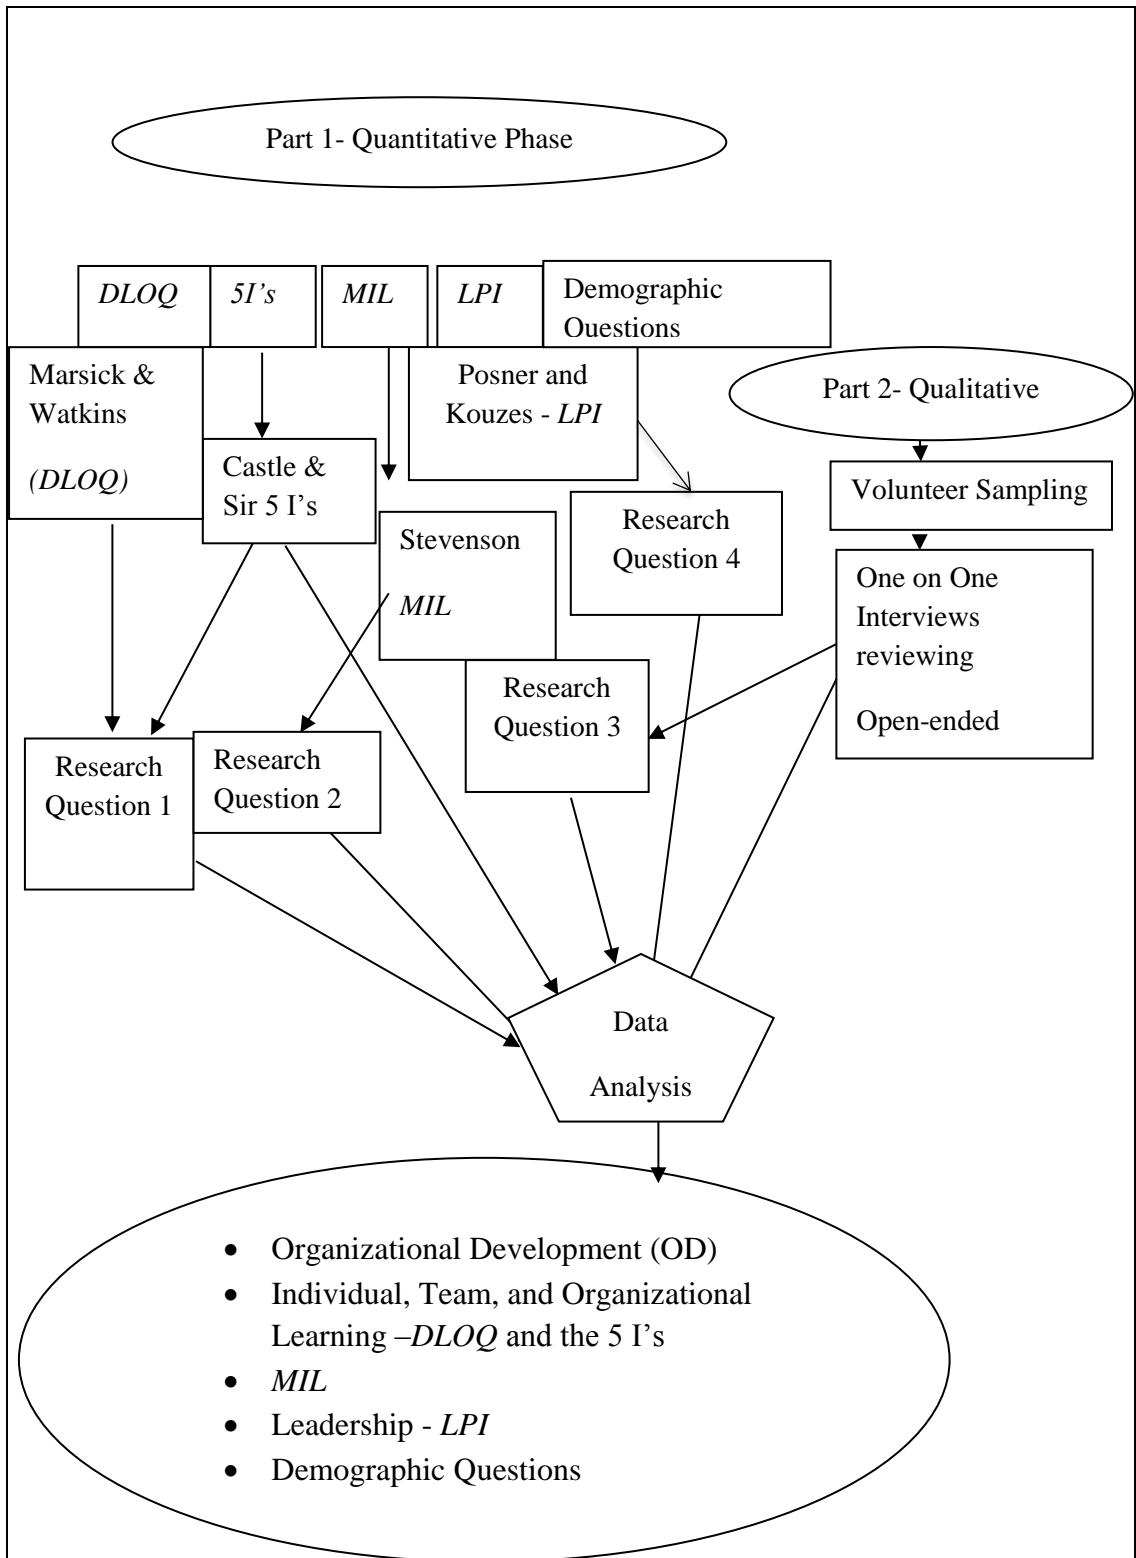 Part 1- Quantitative Phase
DLOQ
5I's
MIL
LPI
Demographic
Ouestions
Marsick &
Watkins
(DLOQ)
Castle &
Sir 5 I's
Posner and
Kouzes - LPI
Part 2- Qualitative
Volunteer Sampling
Stevenson
MIL
Research
Question 4
One on One
Interviews
reviewing
Open-ended
Research
Question 3
Research
Question 1
Research
Question 2
Data
Analysis
• Organizational Development (OD)
• Individual, Team, and Organizational
Learning –DLOQ and the 5 I's
• MIL
• Leadership - LPI
• Demographic Questions